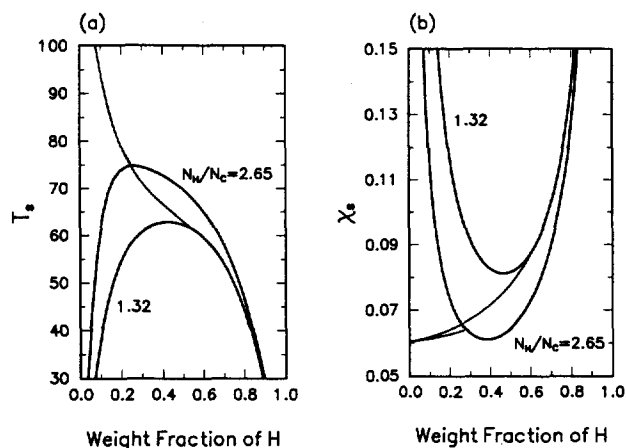 (a)
100
90
80
70
60
50
40
30
T_s
N_H/N_C=2.65
1.32
0.0 0.2 0.4 0.6 0.8 1.0
Weight Fraction of H
(b)
0.15
0.13
0.11
0.09
0.07
0.05
χ_s
1.32
N_H/N_C=2.65
0.0 0.2 0.4 0.6 0.8 1.0
Weight Fraction of H